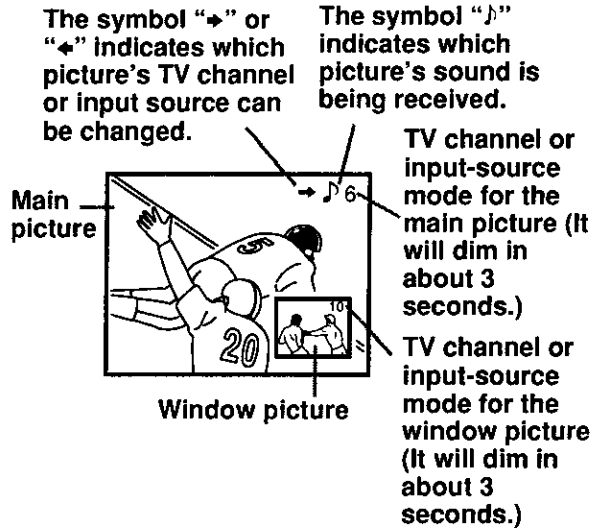 The symbol “→” or
“←” indicates which
picture's TV channel
or input source can
be changed.
The symbol “♪”
indicates which
picture's sound is
being received.
TV channel or
input-source
mode for the
main picture (It
will dim in
about 3
seconds.)
Main
picture
→ ♪ 6
5
20
10
Window picture
TV channel or
input-source
mode for the
window picture
(It will dim in
about 3
seconds.)